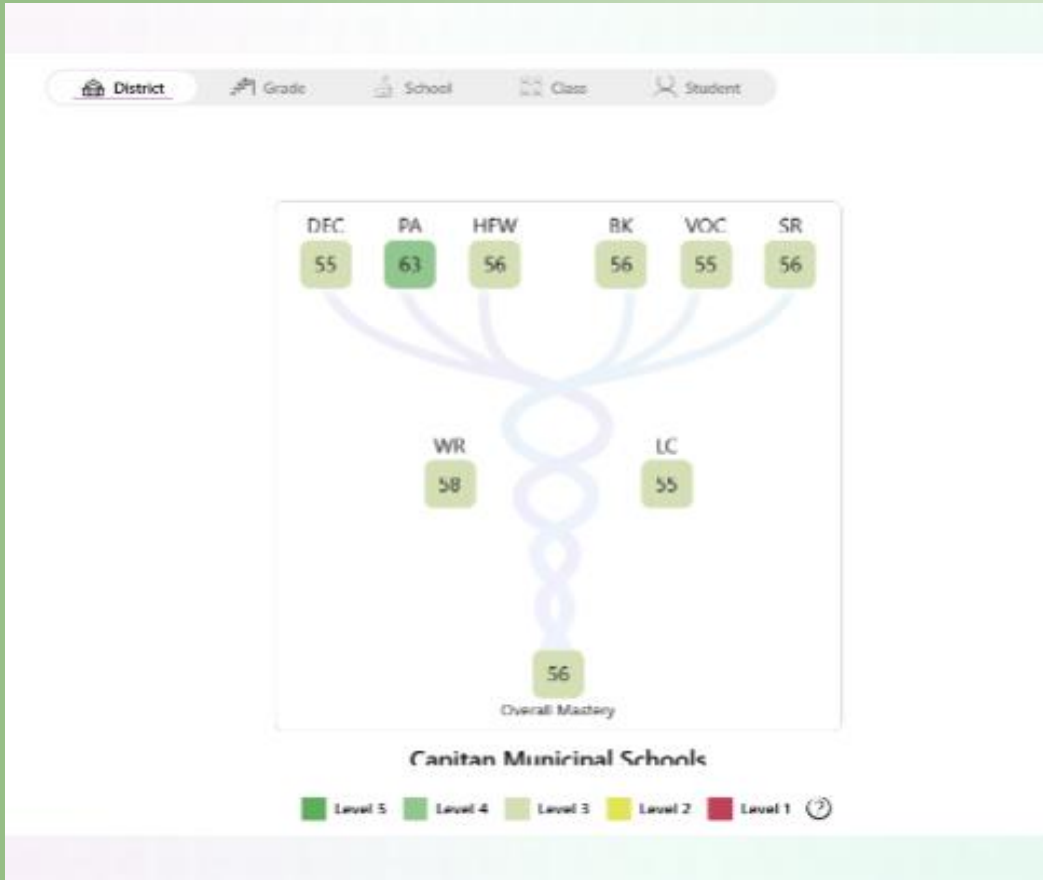 District Grade School Class Student
DEC PA HFW BK VOC SR
55 63 56 56 55 56
WR LC
58 55
56
Overall Mastery
Capitan Municipal Schools
Level 5 Level 4 Level 3 Level 2 Level 1 ?